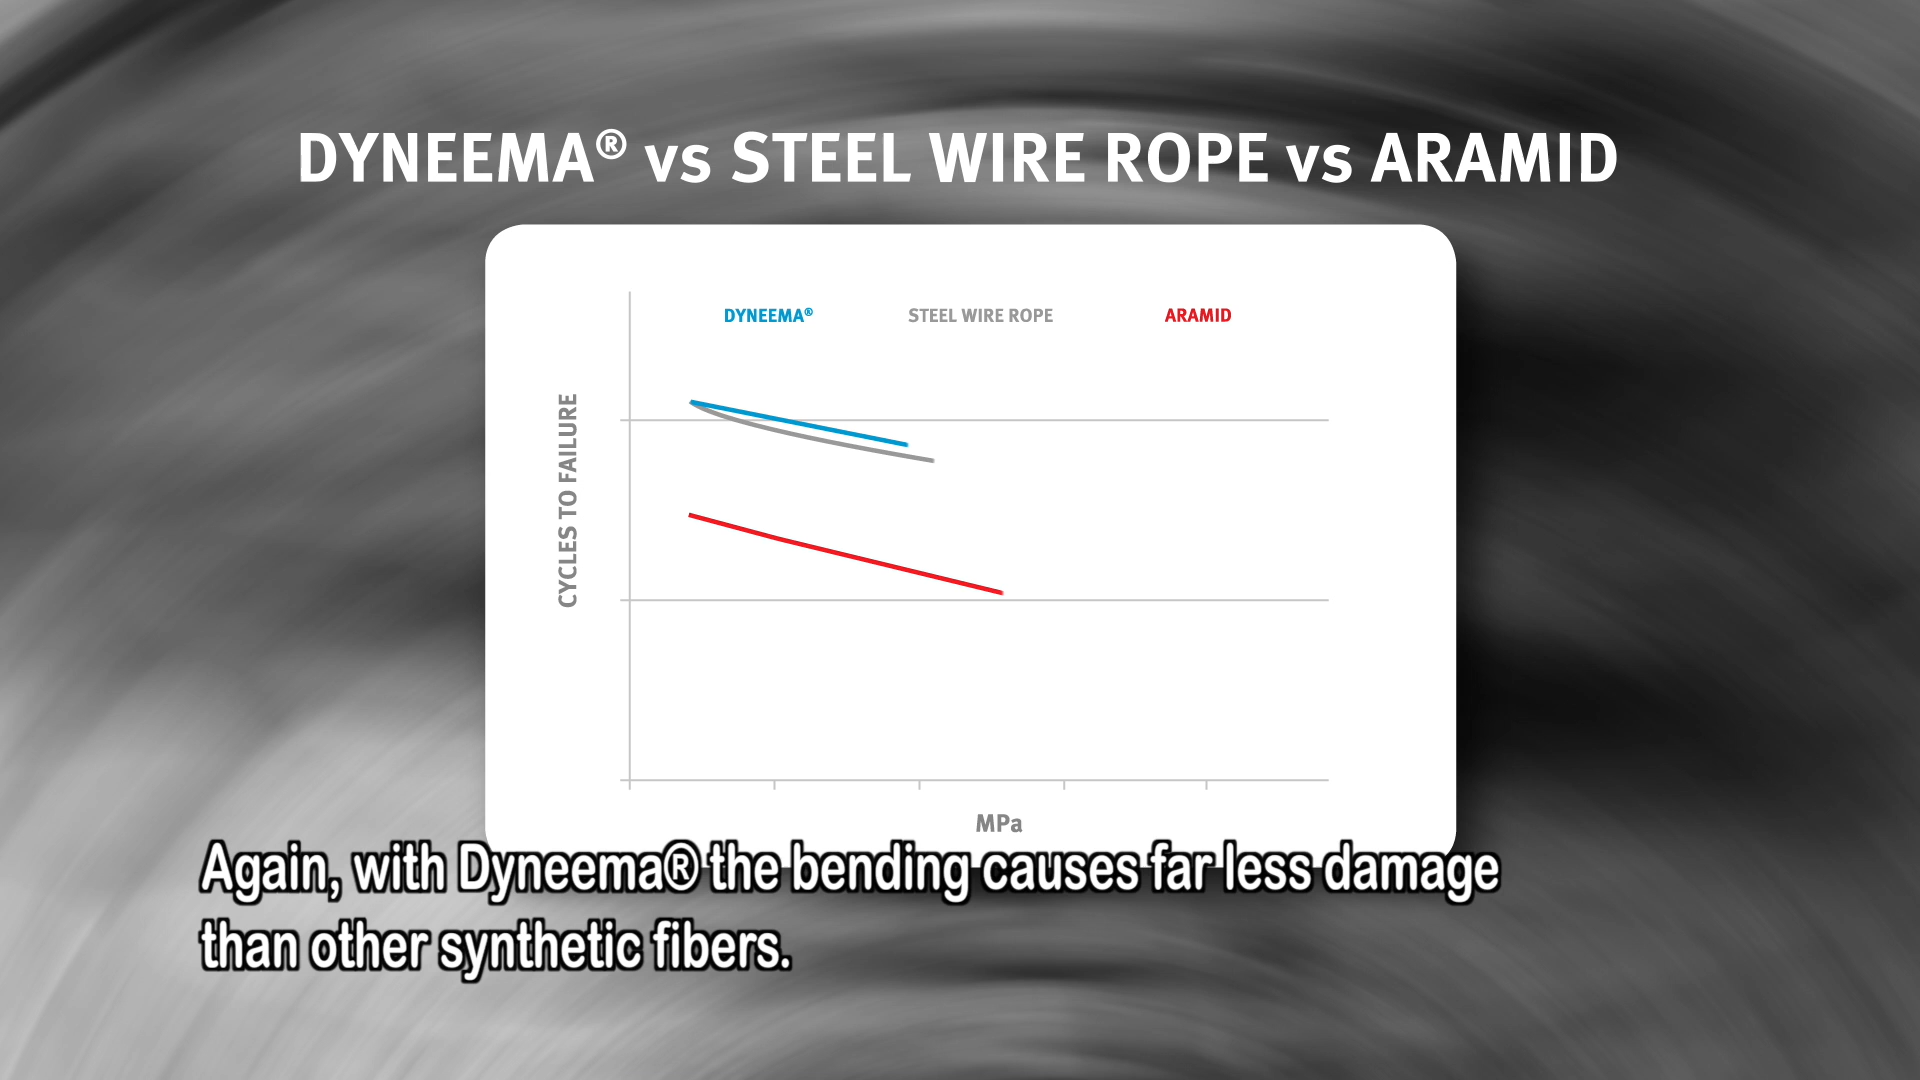 DYNEEMA® vs STEEL WIRE ROPE vs ARAMID
DYNEEMA® STEEL WIRE ROPE ARAMID
CYCLES TO FAILURE
MPa
Again, with Dyneema® the bending causes far less damage
than other synthetic fibers.